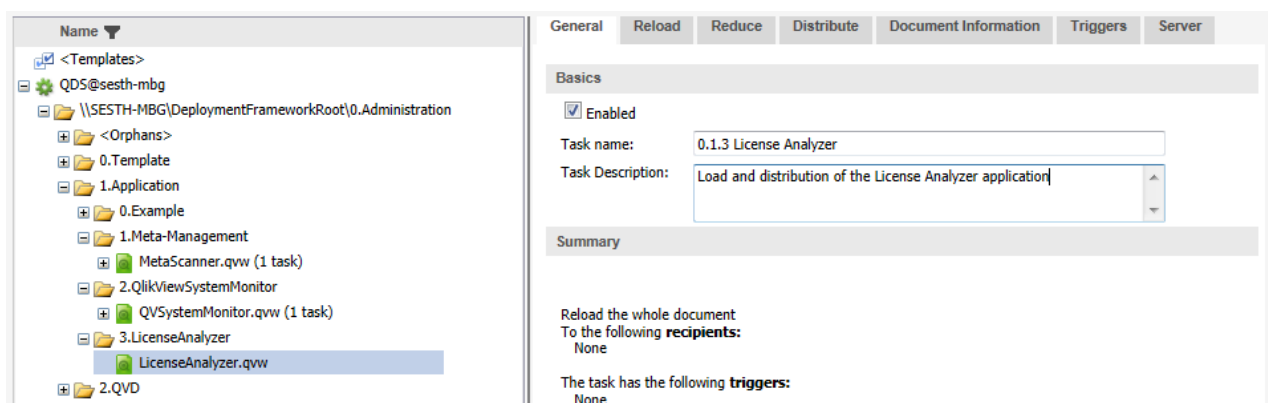 Name
<Templates>
QDS@sesth-mbg
\\SESTH-MBG\DeploymentFrameworkRoot\0.Administration
<Orphans>
0.Template
1.Application
0.Example
1.Meta-Management
MetaScanner.qvw (1 task)
2.QlikViewSystemMonitor
QVSystemMonitor.qvw (1 task)
3.LicenseAnalyzer
LicenseAnalyzer.qvw
2.QVD
General Reload Reduce Distribute Document Information Triggers Server
Basics
Enabled
Task name: 0.1.3 License Analyzer
Task Description: Load and distribution of the License Analyzer application
Summary
Reload the whole document
To the following recipients:
None
The task has the following triggers:
None